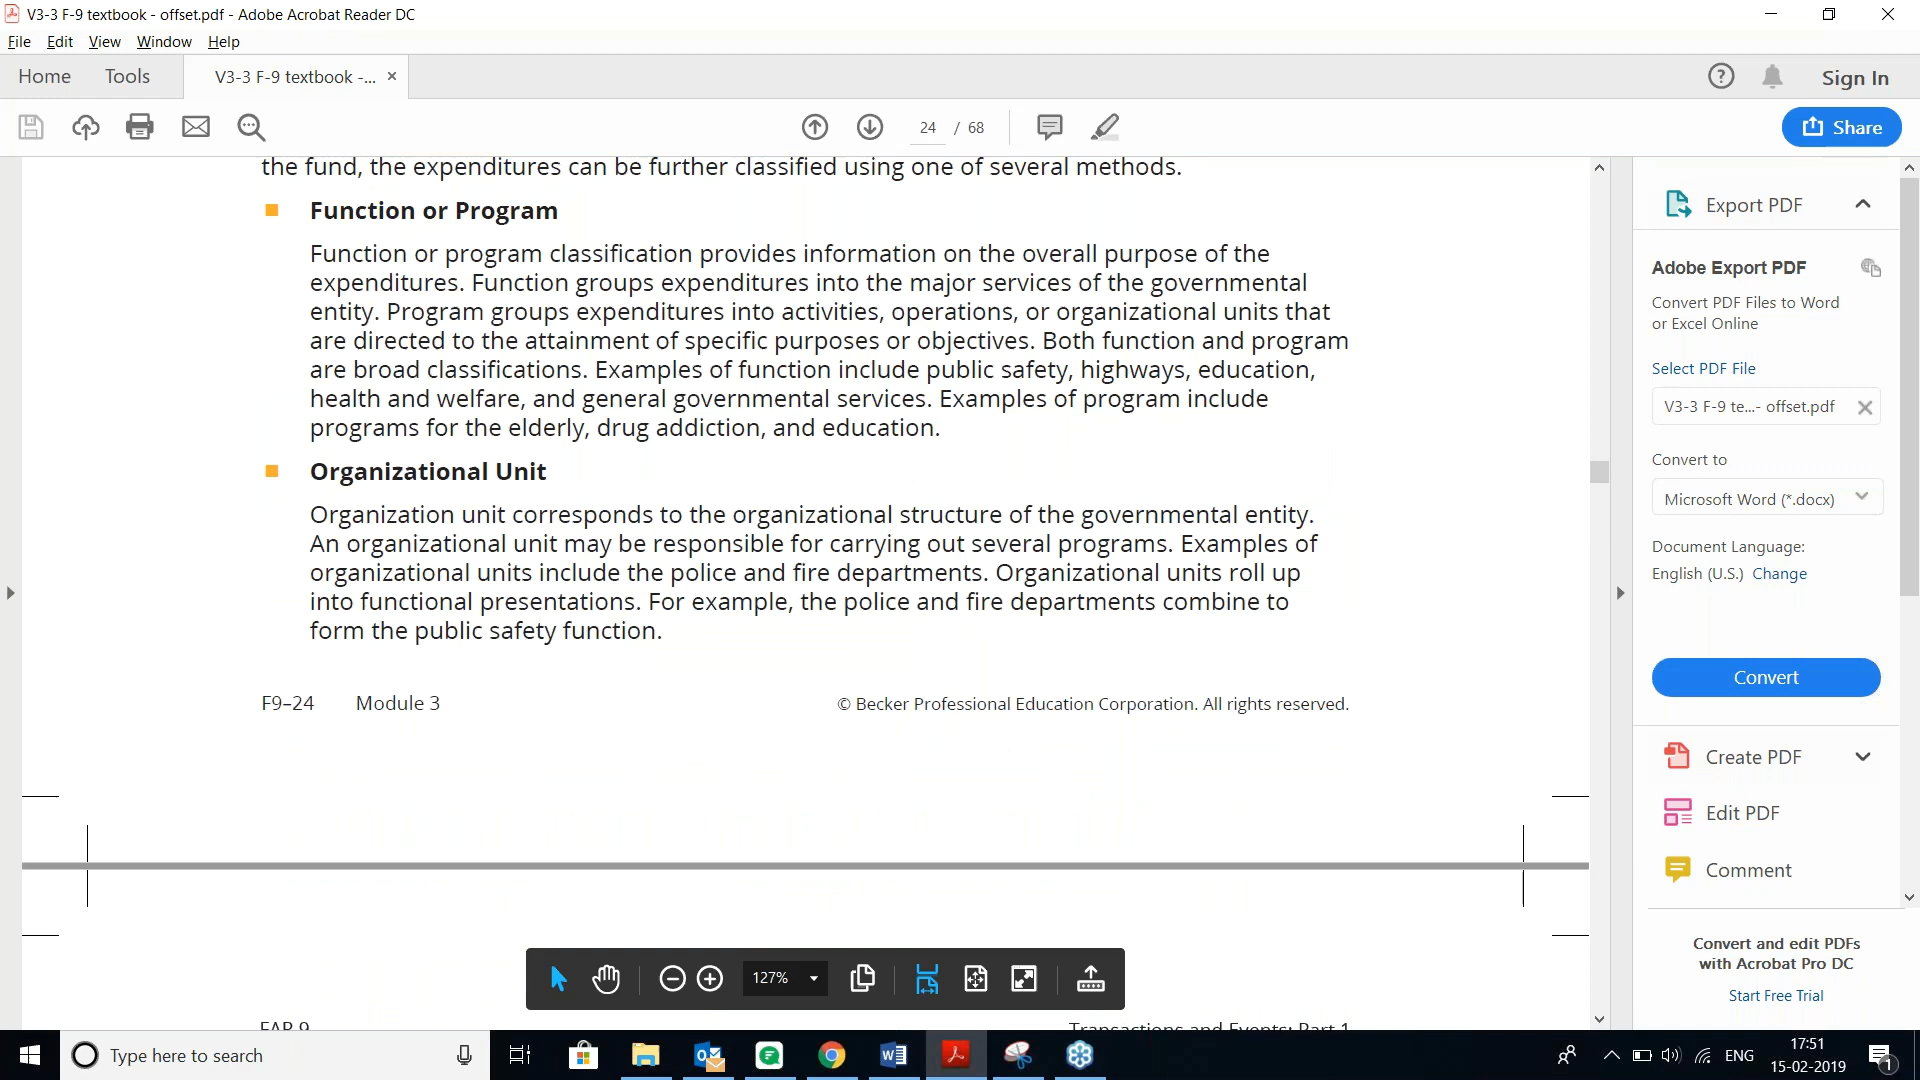 V3-3 F-9 textbook - offset.pdf - Adobe Acrobat Reader DC
File Edit View Window Help
Home Tools V3-3 F-9 textbook -... × Sign In
24 / 68 Share
the fund, the expenditures can be further classified using one of several methods.
Function or Program
Function or program classification provides information on the overall purpose of the
expenditures. Function groups expenditures into the major services of the governmental
entity. Program groups expenditures into activities, operations, or organizational units that
are directed to the attainment of specific purposes or objectives. Both function and program
are broad classifications. Examples of function include public safety, highways, education,
health and welfare, and general governmental services. Examples of program include
programs for the elderly, drug addiction, and education.
Organizational Unit
Organization unit corresponds to the organizational structure of the governmental entity.
An organizational unit may be responsible for carrying out several programs. Examples of
organizational units include the police and fire departments. Organizational units roll up
into functional presentations. For example, the police and fire departments combine to
form the public safety function.
F9–24 Module 3 © Becker Professional Education Corporation. All rights reserved.
FAR 9 Transactions and Events: Part 1
127%
Export PDF
Adobe Export PDF
Convert PDF Files to Word
or Excel Online
Select PDF File
V3-3 F-9 te...- offset.pdf
Convert to
Microsoft Word (*.docx)
Document Language:
English (U.S.) Change
Convert
Create PDF
Edit PDF
Comment
Convert and edit PDFs
with Acrobat Pro DC
Start Free Trial
Type here to search
ENG
17:51
15-02-2019
1